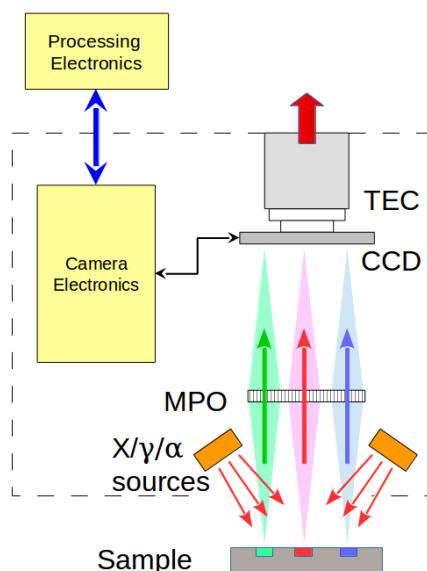 Processing
Electronics
TEC
CCD
Camera
Electronics
MPO
X/γ/α
sources
Sample